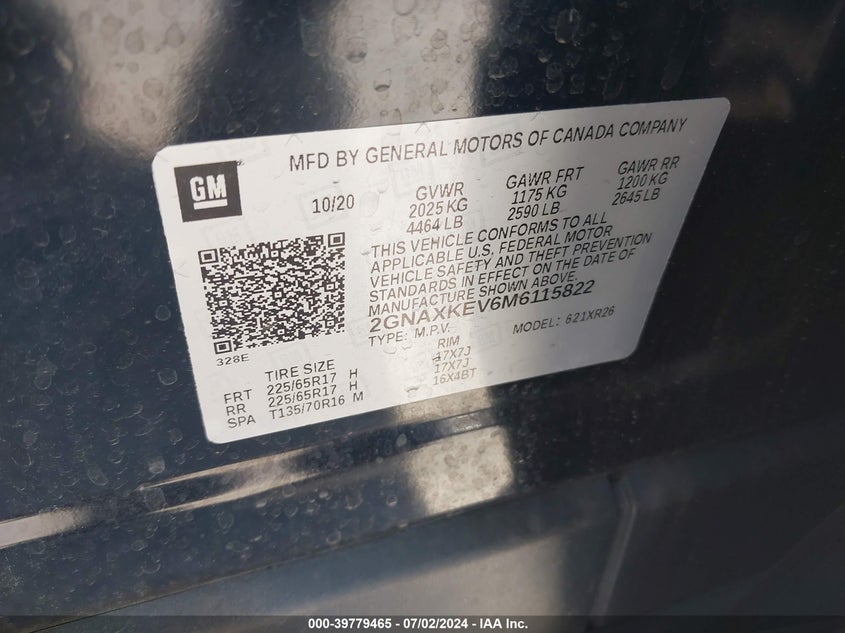 MFD BY GENERAL MOTORS OF CANADA COMPANY
GM
10/20
GVWR
2025 KG
4464 LB
GAWR FRT
1175 KG
2590 LB
GAWR RR
1200 KG
2645 LB
THIS VEHICLE CONFORMS TO ALL
APPLICABLE U.S. FEDERAL MOTOR
VEHICLE SAFETY AND THEFT PREVENTION
STANDARDS IN EFFECT ON THE DATE OF
MANUFACTURE SHOWN ABOVE.
2GNAXKEV6M6115822
TYPE: M.P.V. MODEL: 621XR26
328E
TIRE SIZE RIM
FRT 225/65R17 H 17X7J
RR 225/65R17 H 17X7J
SPA T135/70R16 M 16X4BT
000-39779465 - 07/02/2024 - IAA Inc.